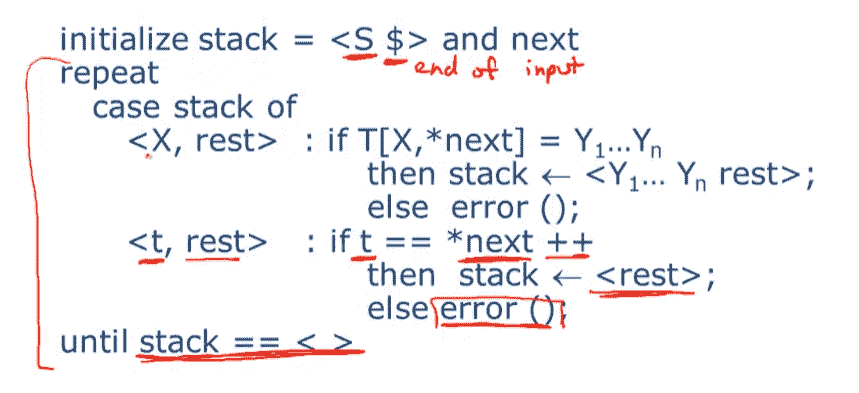 initialize stack = <S $> and next
end of input
repeat
case stack of
<X, rest> : if T[X,*next] = Y₁...Yₙ
then stack ← <Y₁... Yₙ rest>;
else error ();
<t, rest> : if t == *next ++
then stack ← <rest>;
else error ();
until stack == < >